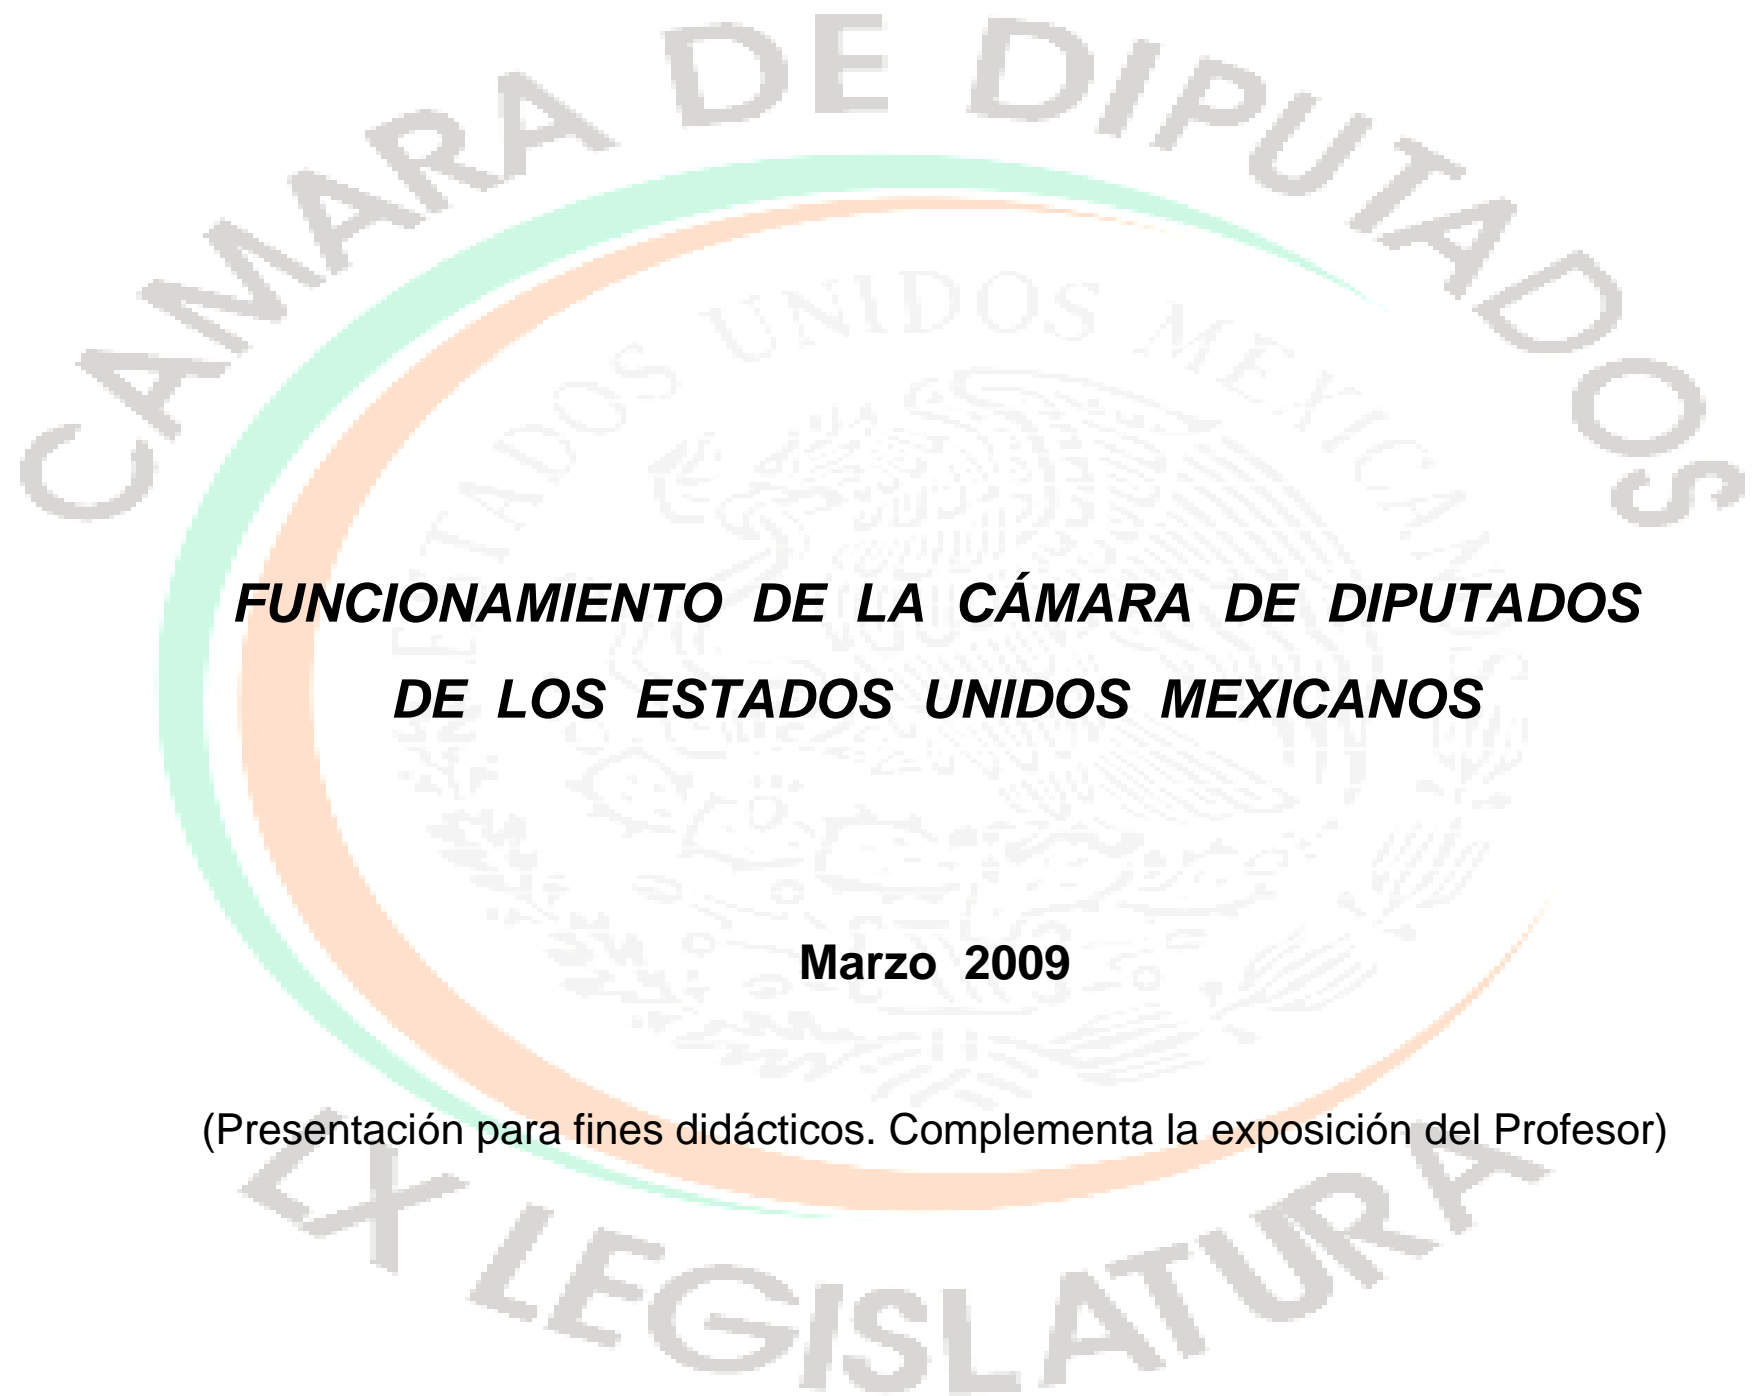 CAMARA DE DIPUTADOS
ESTADOS UNIDOS MEXICANOS
FUNCIONAMIENTO DE LA CÁMARA DE DIPUTADOS
DE LOS ESTADOS UNIDOS MEXICANOS
Marzo 2009
(Presentación para fines didácticos. Complementa la exposición del Profesor)
LX LEGISLATURA